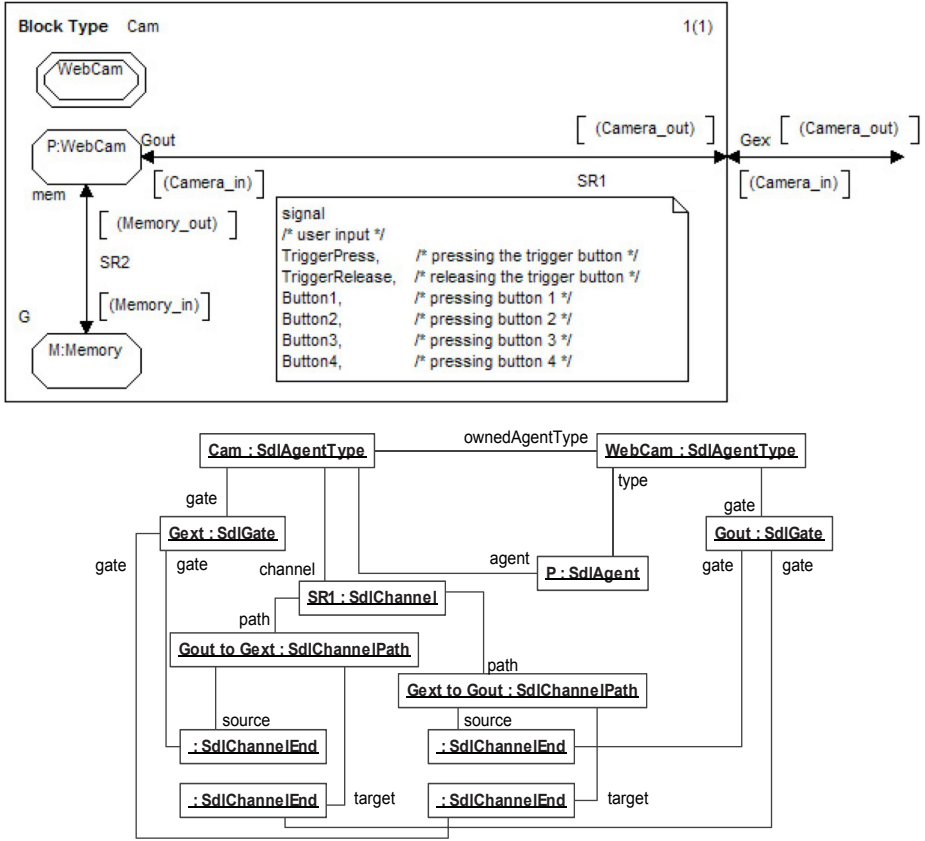 Block Type Cam 1(1)
WebCam
P:WebCam
Gout
[ (Camera_out) ]
Gex
[ (Camera_out) ]
[ (Camera_in) ]
SR1
[ (Camera_in) ]
mem
[ (Memory_out) ]
SR2
[ (Memory_in) ]
G
M:Memory
signal
/* user input */
TriggerPress, /* pressing the trigger button */
TriggerRelease, /* releasing the trigger button */
Button1, /* pressing button 1 */
Button2, /* pressing button 2 */
Button3, /* pressing button 3 */
Button4, /* pressing button 4 */
Cam : SdlAgentType
ownedAgentType
WebCam : SdlAgentType
gate
type
gate
Gext : SdlGate
Gout : SdlGate
gate
gate
channel
agent
P : SdlAgent
gate
gate
SR1 : SdlChannel
path
Gout to Gext : SdlChannelPath
path
Gext to Gout : SdlChannelPath
source
source
: SdlChannelEnd
: SdlChannelEnd
: SdlChannelEnd
target
: SdlChannelEnd
target